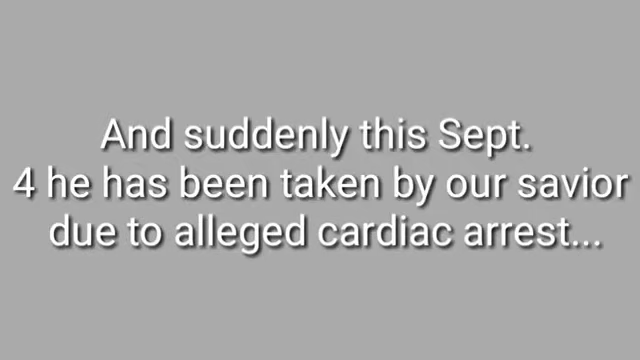 And suddenly this Sept.
4 he has been taken by our savior
due to alleged cardiac arrest...